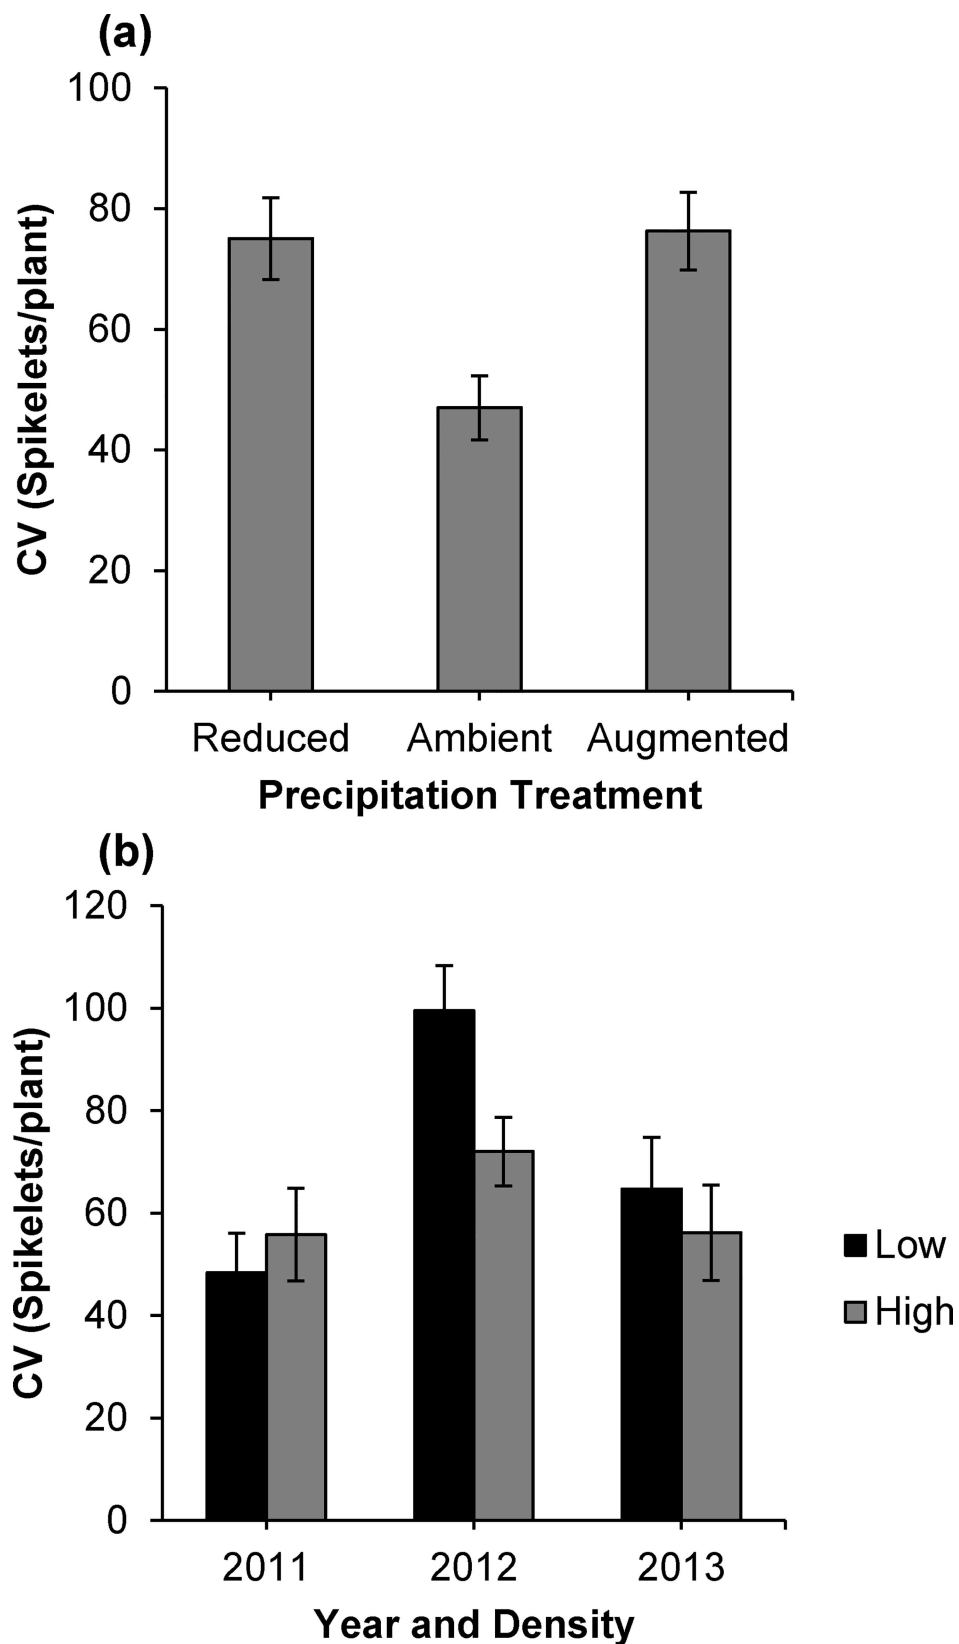 (a)
CV (Spikelets/plant)
100
80
60
40
20
0
Reduced Ambient Augmented
Precipitation Treatment
(b)
CV (Spikelets/plant)
120
100
80
60
40
20
0
Low
High
2011 2012 2013
Year and Density